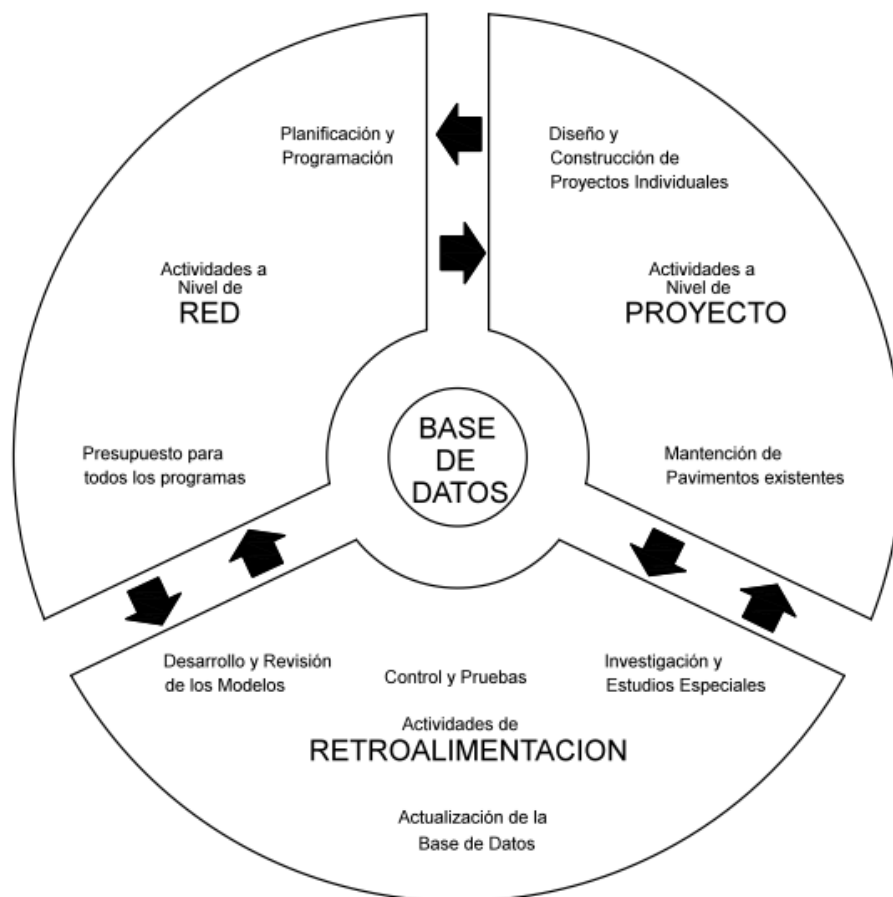 Planificación y
Programación
Actividades a
Nivel de
RED
Presupuesto para
todos los programas
Diseño y
Construcción de
Proyectos Individuales
Actividades a
Nivel de
PROYECTO
Mantención de
Pavimentos existentes
BASE
DE
DATOS
Desarrollo y Revisión
de los Modelos
Control y Pruebas
Investigación y
Estudios Especiales
Actividades de
RETROALIMENTACION
Actualización de la
Base de Datos